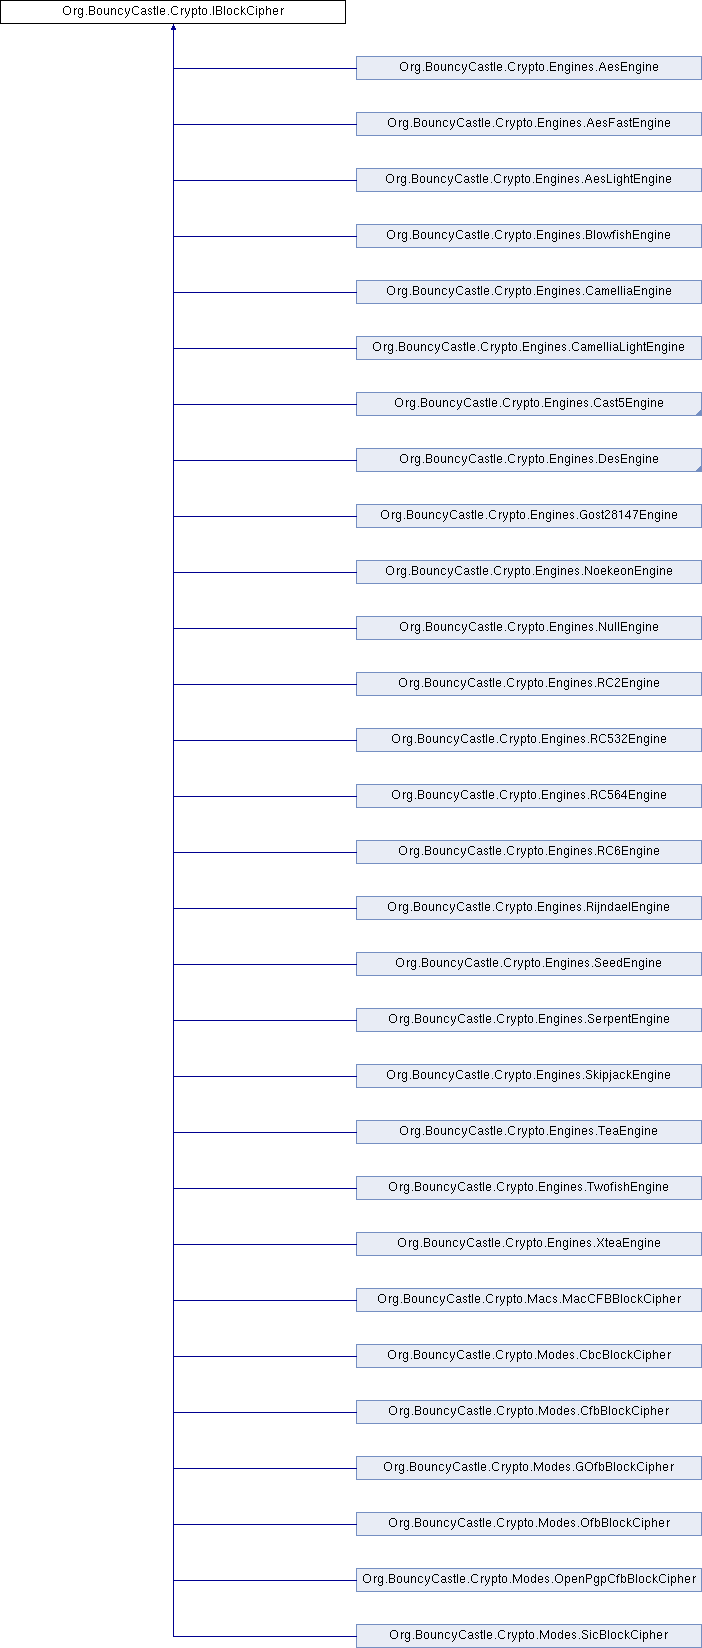 Org.BouncyCastle.Crypto.IBlockCipher
Org.BouncyCastle.Crypto.Engines.AesEngine
Org.BouncyCastle.Crypto.Engines.AesFastEngine
Org.BouncyCastle.Crypto.Engines.AesLightEngine
Org.BouncyCastle.Crypto.Engines.BlowfishEngine
Org.BouncyCastle.Crypto.Engines.CamelliaEngine
Org.BouncyCastle.Crypto.Engines.CamelliaLightEngine
Org.BouncyCastle.Crypto.Engines.Cast5Engine
Org.BouncyCastle.Crypto.Engines.DesEngine
Org.BouncyCastle.Crypto.Engines.Gost28147Engine
Org.BouncyCastle.Crypto.Engines.NoekeonEngine
Org.BouncyCastle.Crypto.Engines.NullEngine
Org.BouncyCastle.Crypto.Engines.RC2Engine
Org.BouncyCastle.Crypto.Engines.RC532Engine
Org.BouncyCastle.Crypto.Engines.RC564Engine
Org.BouncyCastle.Crypto.Engines.RC6Engine
Org.BouncyCastle.Crypto.Engines.RijndaelEngine
Org.BouncyCastle.Crypto.Engines.SeedEngine
Org.BouncyCastle.Crypto.Engines.SerpentEngine
Org.BouncyCastle.Crypto.Engines.SkipjackEngine
Org.BouncyCastle.Crypto.Engines.TeaEngine
Org.BouncyCastle.Crypto.Engines.TwofishEngine
Org.BouncyCastle.Crypto.Engines.XteaEngine
Org.BouncyCastle.Crypto.Macs.MacCFBBlockCipher
Org.BouncyCastle.Crypto.Modes.CbcBlockCipher
Org.BouncyCastle.Crypto.Modes.CfbBlockCipher
Org.BouncyCastle.Crypto.Modes.GOfbBlockCipher
Org.BouncyCastle.Crypto.Modes.OfbBlockCipher
Org.BouncyCastle.Crypto.Modes.OpenPgpCfbBlockCipher
Org.BouncyCastle.Crypto.Modes.SicBlockCipher